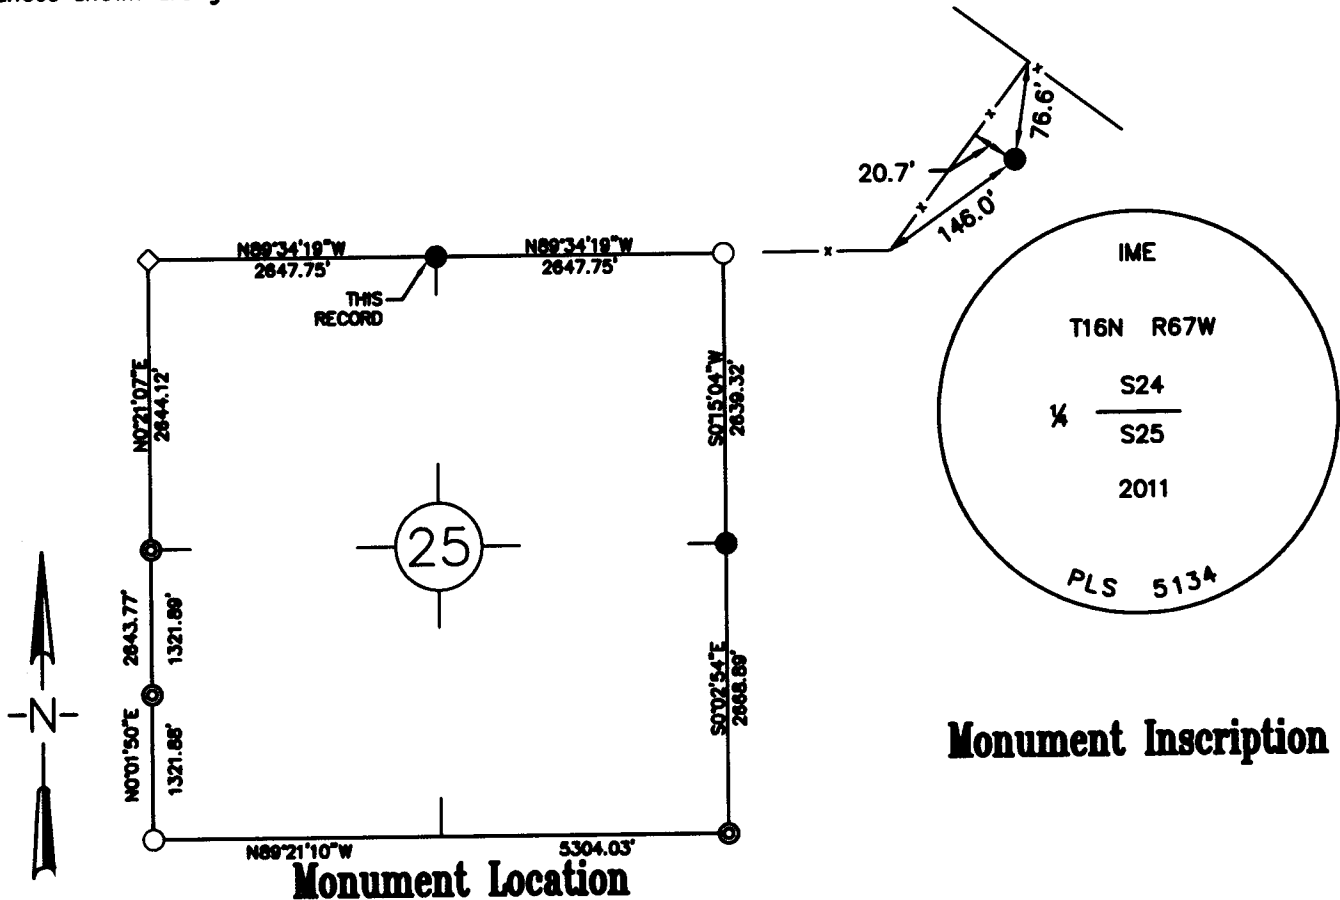 76.6'
20.7'
146.0'
N89°34'19"W
2647.75'
N89°34'19"W
2647.75'
THIS
RECORD
N0°21'07"E
2644.12'
S0°15'04"W
2639.32'
25
2643.77'
1321.89'
N0°01'50"E
1321.88'
S0°02'54"E
2668.89'
N
N89°21'10"W
5304.03'
Monument Location
IME
T16N R67W
S24
¼
S25
2011
PLS 5134
Monument Inscription